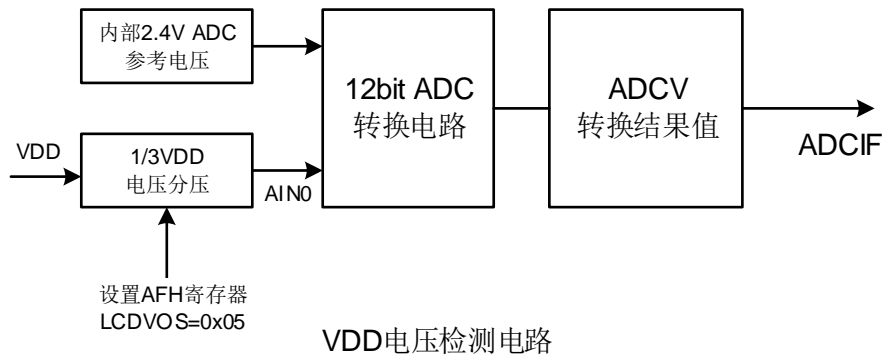 内部2.4V ADC
参考电压
12bit ADC
转换电路
ADCV
转换结果值
ADCIF
VDD
1/3VDD
电压分压
AIN0
设置AFH寄存器
LCDVOS=0x05
VDD电压检测电路